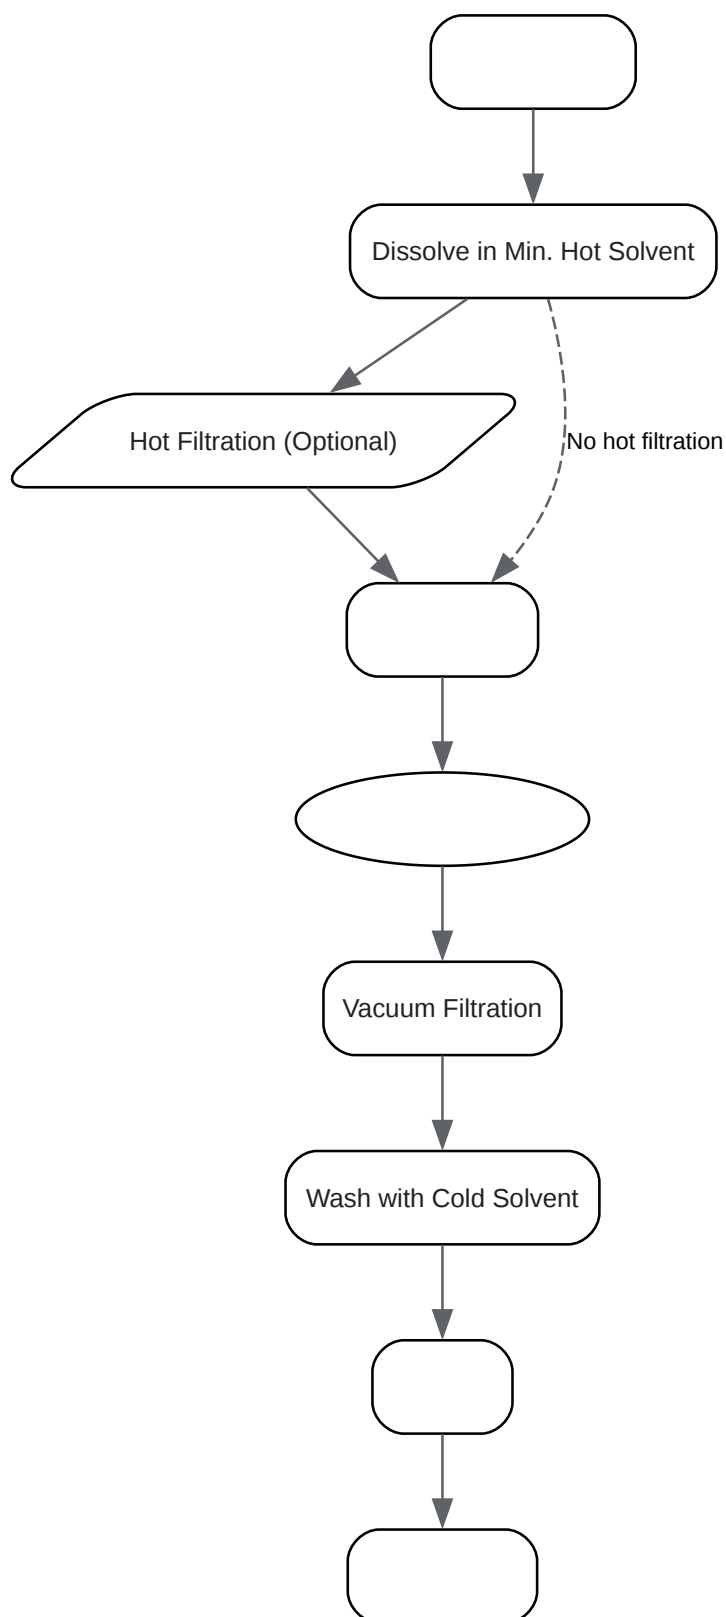 Dissolve in Min. Hot Solvent
Hot Filtration (Optional)
No hot filtration
Vacuum Filtration
Wash with Cold Solvent